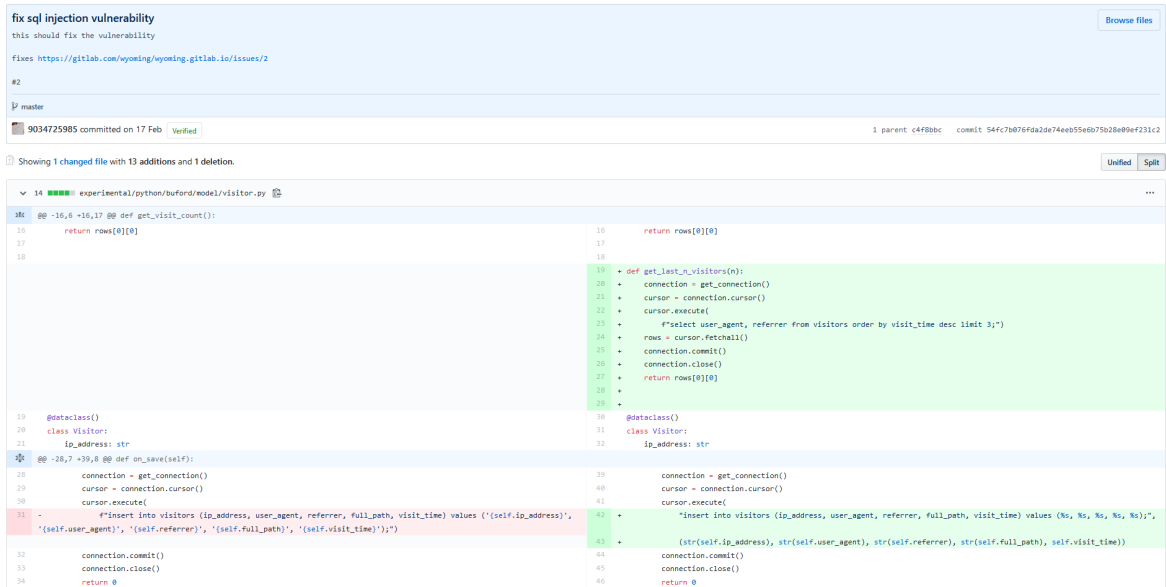 fix sql injection vulnerability
Browse files
this should fix the vulnerability
fixes https://gitlab.com/wyoming/wyoming.gitlab.io/issues/2
#2
master
9034725985 committed on 17 Feb Verified
1 parent c4f8bbc commit 54fc7b076fda2de74eeb55e6b75b28e09ef231c2
Showing 1 changed file with 13 additions and 1 deletion.
Unified Split
14 experimental/python/buford/model/visitor.py
@@ -16,6 +16,17 @@ def get_visit_count():
16 return rows[0][0] 16 return rows[0][0]
17 17
18 18
19 + def get_last_n_visitors(n):
20 + connection = get_connection()
21 + cursor = connection.cursor()
22 + cursor.execute(
23 + f"select user_agent, referrer from visitors order by visit_time desc limit 3;")
24 + rows = cursor.fetchall()
25 + connection.commit()
26 + connection.close()
27 + return rows[0][0]
28 +
29 +
19 @dataclass() 30 @dataclass()
20 class Visitor: 31 class Visitor:
21 ip_address: str 32 ip_address: str
@@ -28,7 +39,8 @@ def on_save(self):
28 connection = get_connection() 39 connection = get_connection()
29 cursor = connection.cursor() 40 cursor = connection.cursor()
30 cursor.execute( 41 cursor.execute(
31 - f"insert into visitors (ip_address, user_agent, referrer, full_path, visit_time) values ('{self.ip_address}',
'{self.user_agent}', '{self.referrer}', '{self.full_path}', '{self.visit_time}');")
42 + "insert into visitors (ip_address, user_agent, referrer, full_path, visit_time) values (%s, %s, %s, %s, %s);",
43 + (str(self.ip_address), str(self.user_agent), str(self.referrer), str(self.full_path), self.visit_time))
32 connection.commit() 44 connection.commit()
33 connection.close() 45 connection.close()
34 return 0 46 return 0